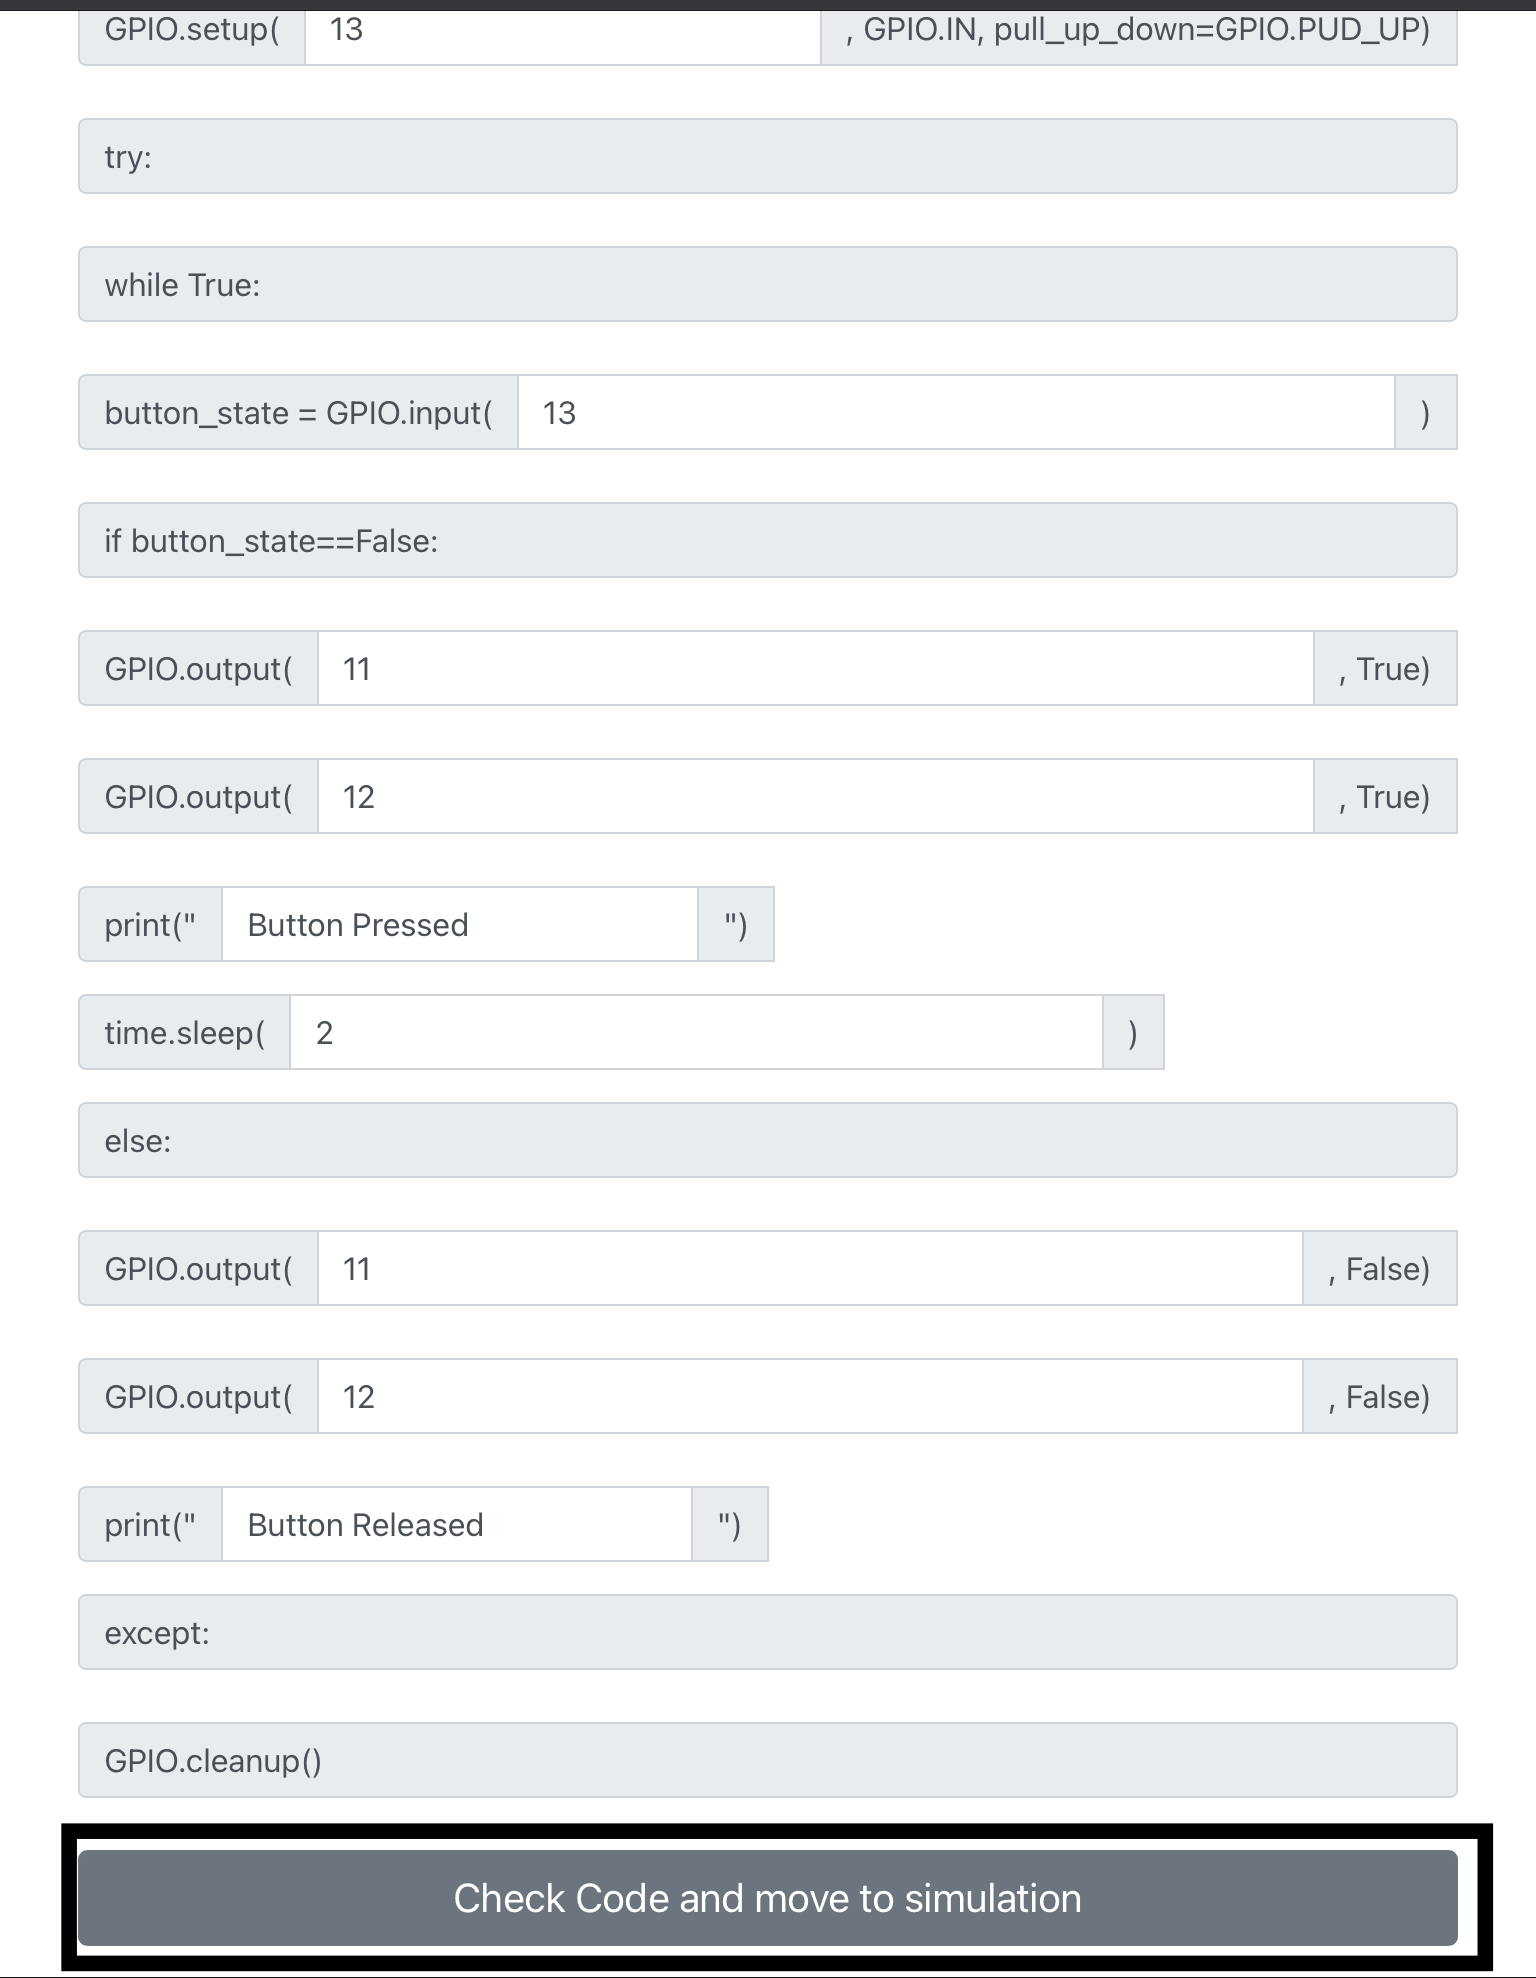 GPIO.setup( 13 , GPIO.IN, pull_up_down=GPIO.PUD_UP)
try:
while True:
button_state = GPIO.input( 13 )
if button_state==False:
GPIO.output( 11 , True)
GPIO.output( 12 , True)
print(" Button Pressed ")
time.sleep( 2 )
else:
GPIO.output( 11 , False)
GPIO.output( 12 , False)
print(" Button Released ")
except:
GPIO.cleanup()
Check Code and move to simulation